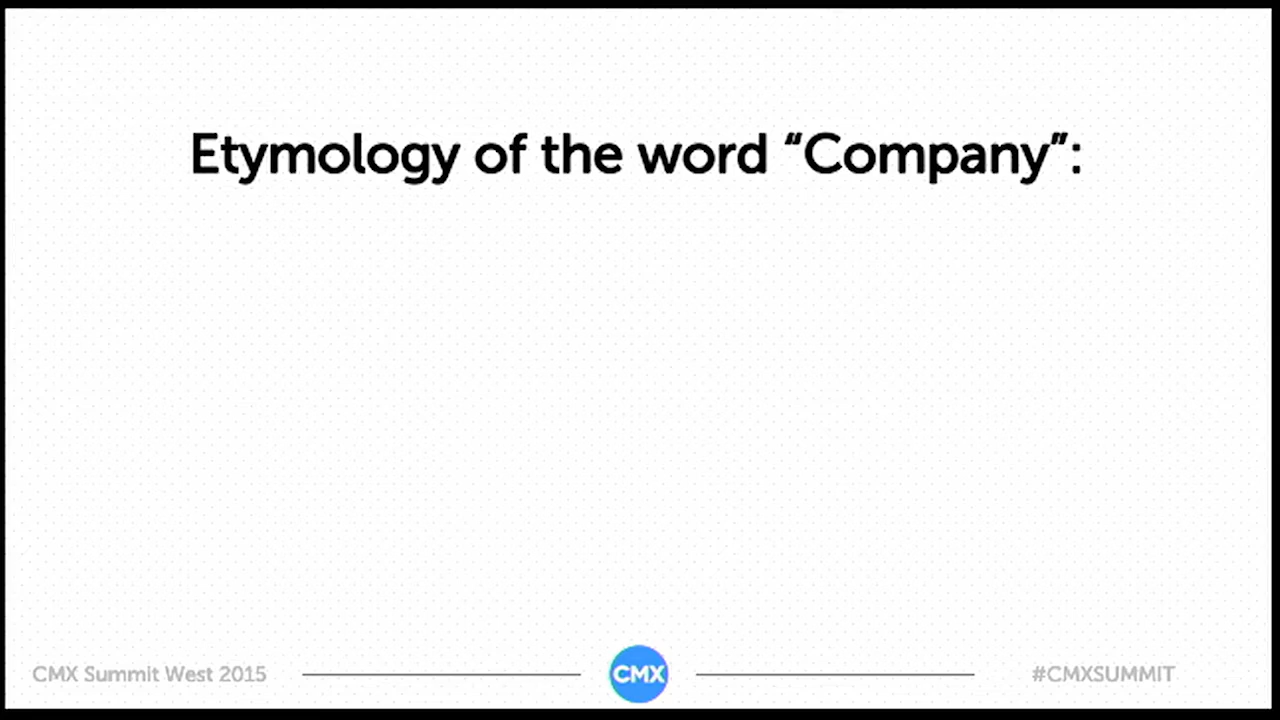 Etymology of the word “Company”:
CMX Summit West 2015
CMX
#CMXSUMMIT